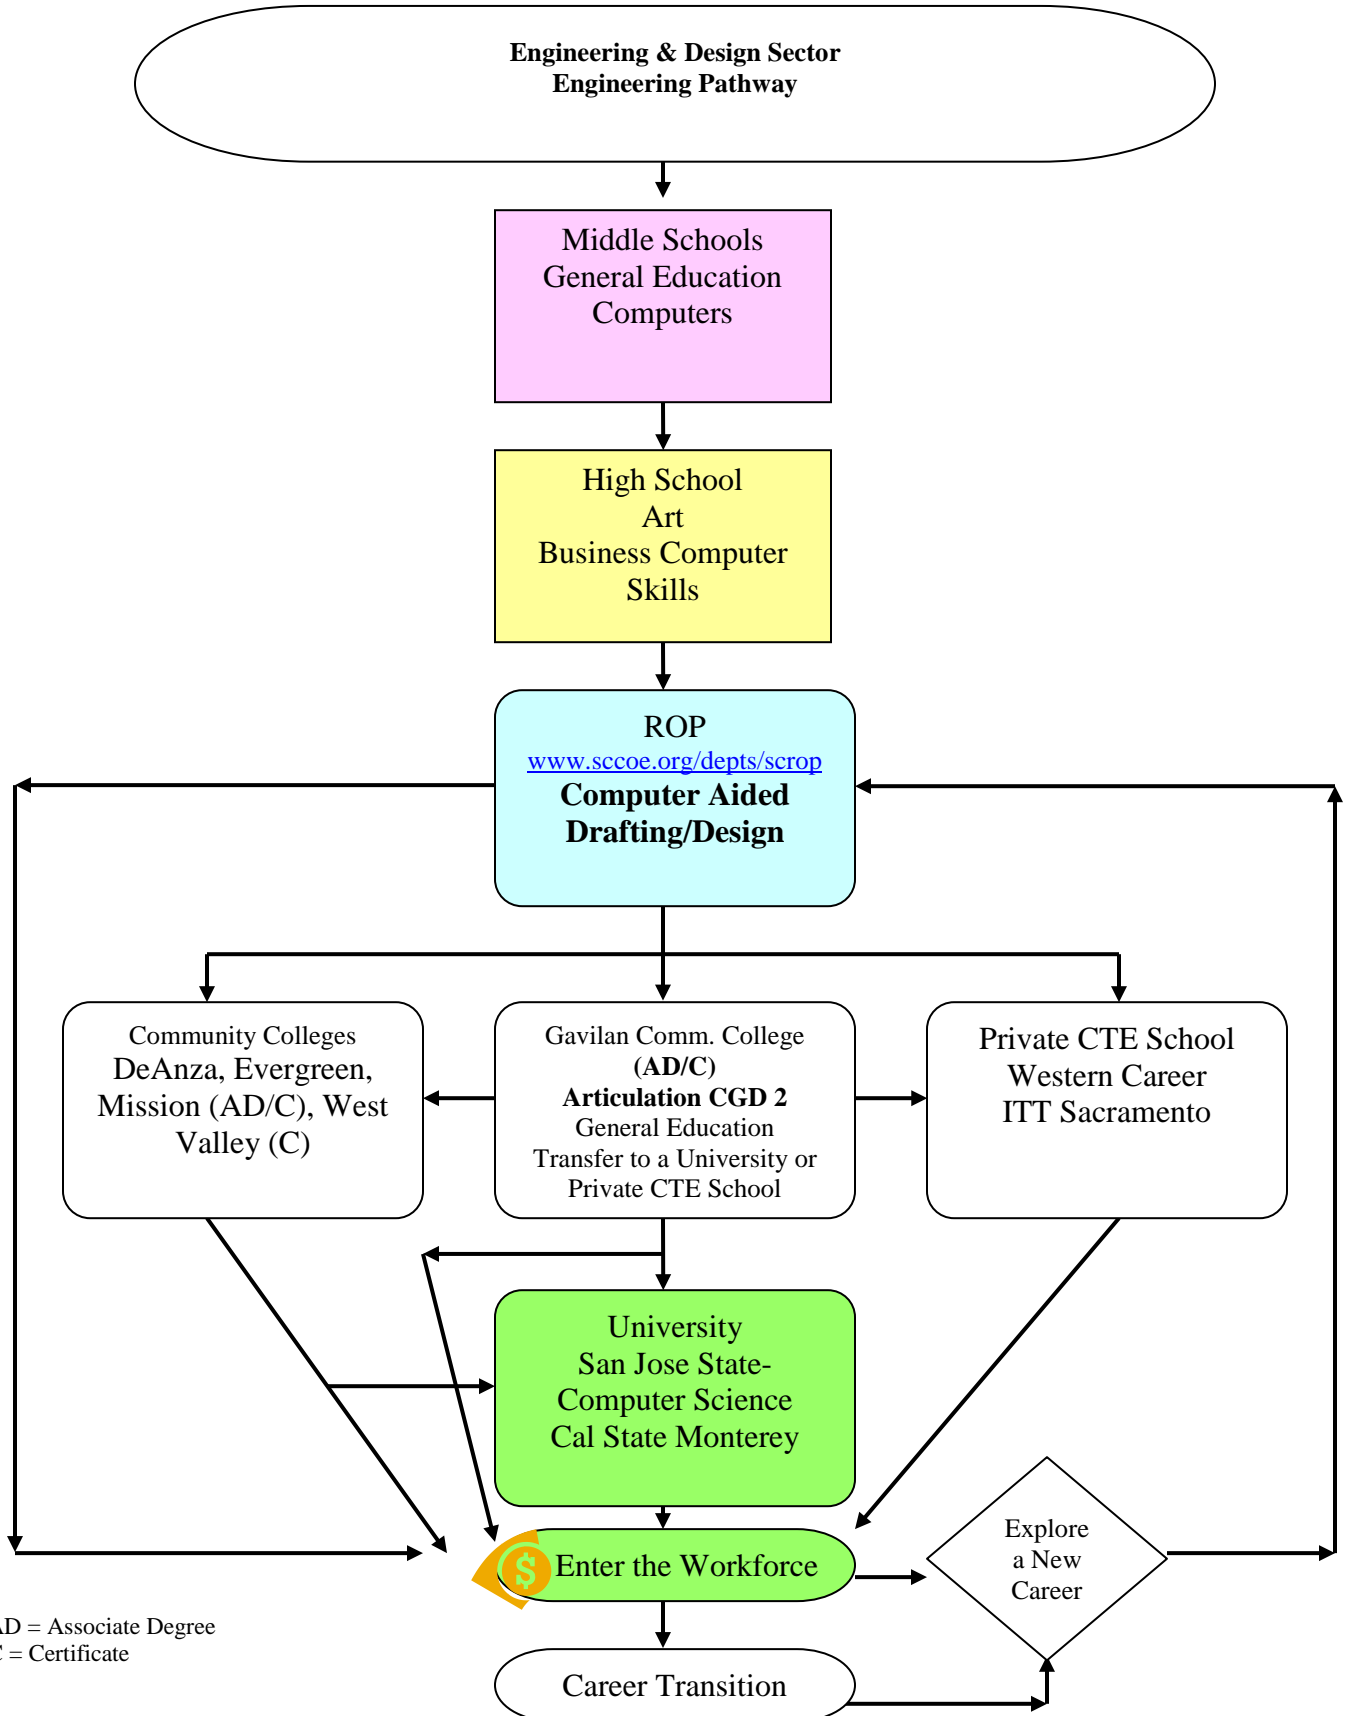 Engineering & Design Sector
Engineering Pathway
Middle Schools
General Education
Computers
High School
Art
Business Computer
Skills
ROP
www.sccoe.org/depts/scrop
Computer Aided
Drafting/Design
Community Colleges
DeAnza, Evergreen,
Mission (AD/C), West
Valley (C)
Gavilan Comm. College
(AD/C)
Articulation CGD 2
General Education
Transfer to a University or
Private CTE School
Private CTE School
Western Career
ITT Sacramento
University
San Jose State-
Computer Science
Cal State Monterey
$ Enter the Workforce
Explore
a New
Career
AD = Associate Degree
C = Certificate
Career Transition